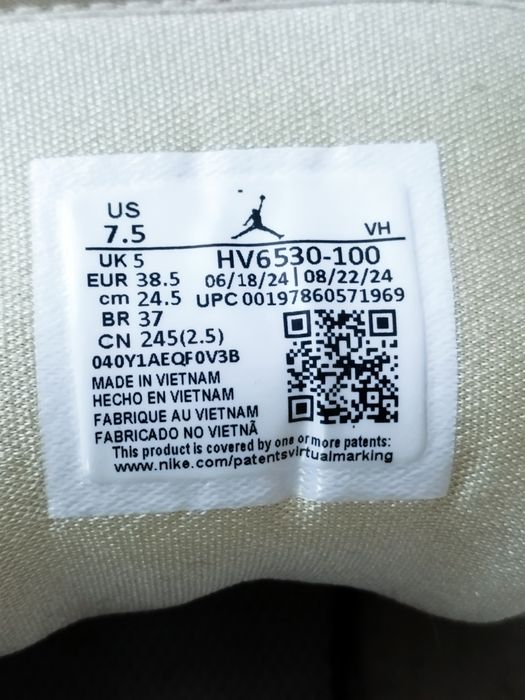 US
7.5
VH
UK 5
HV6530-100
EUR 38.5
06/18/24 | 08/22/24
cm 24.5
UPC 00197860571969
BR 37
CN 245(2.5)
040Y1AEQF0V3B
MADE IN VIETNAM
HECHO EN VIETNAM
FABRIQUE AU VIETNAM
FABRICADO NO VIETNÃ
This product is covered by one or more patents:
www.nike.com/patentsvirtualmarking